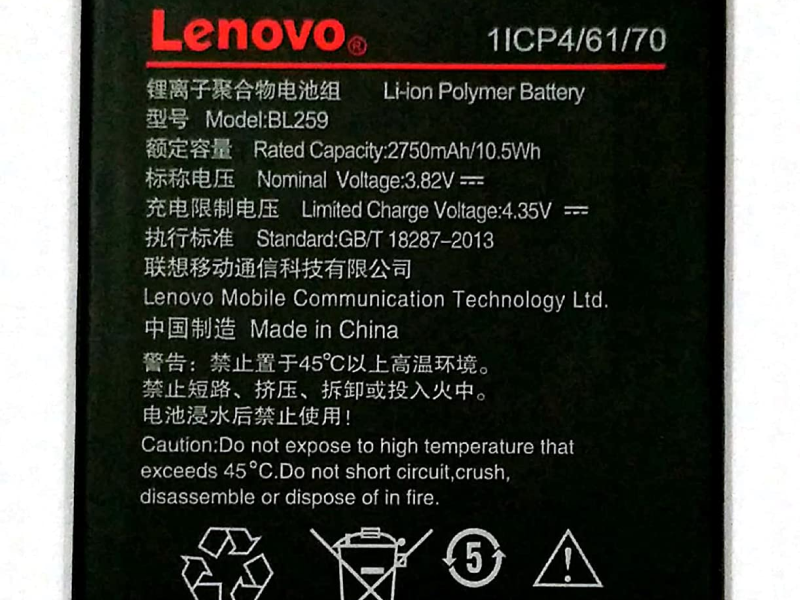 Lenovo® 1ICP4/61/70
锂离子聚合物电池组 Li-ion Polymer Battery
型号 Model:BL259
额定容量 Rated Capacity:2750mAh/10.5Wh
标称电压 Nominal Voltage:3.82V ⎓
充电限制电压 Limited Charge Voltage:4.35V ⎓
执行标准 Standard:GB/T 18287-2013
联想移动通信科技有限公司
Lenovo Mobile Communication Technology Ltd.
中国制造 Made in China
警告：禁止置于45℃以上高温环境。
禁止短路、挤压、拆卸或投入火中。
电池浸水后禁止使用！
Caution:Do not expose to high temperature that
exceeds 45°C.Do not short circuit,crush,
disassemble or dispose of in fire.
5